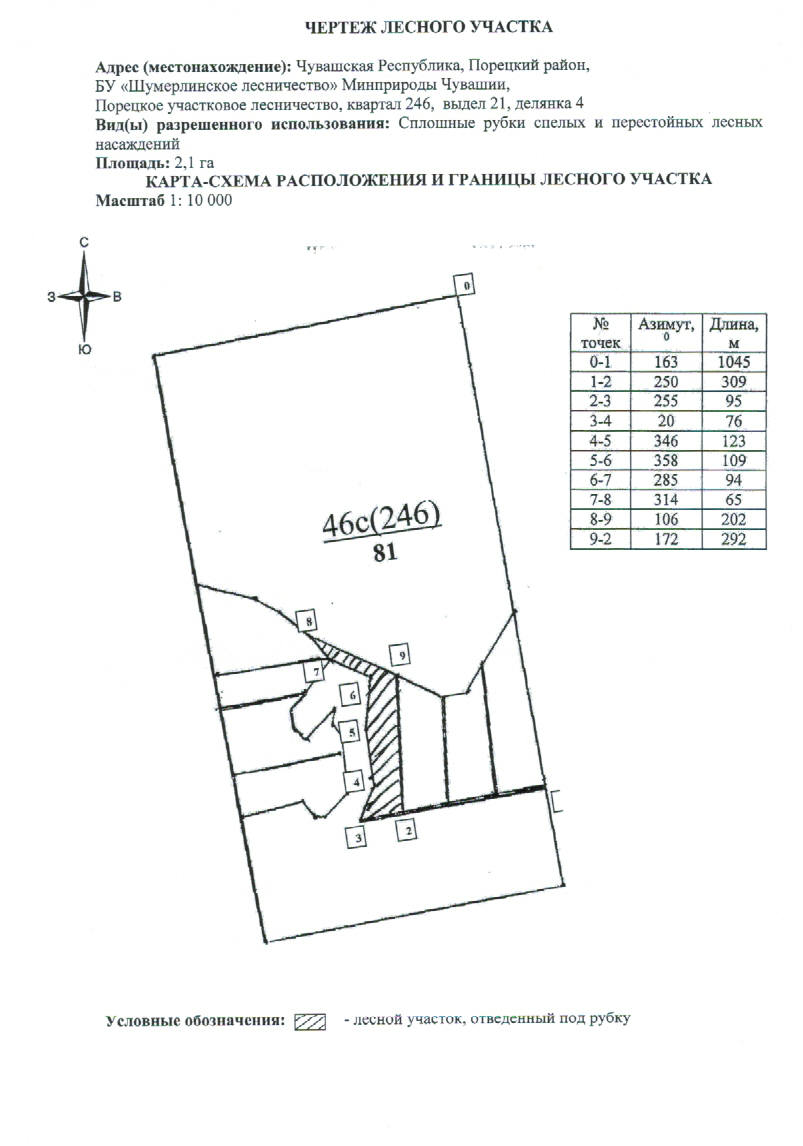 ЧЕРТЕЖ ЛЕСНОГО УЧАСТКА
Адрес (местонахождение): Чувашская Республика, Порецкий район,
БУ «Шумерлинское лесничество» Минприроды Чувашии,
Порецкое участковое лесничество, квартал 246, выдел 21, делянка 4
Вид(ы) разрешенного использования: Сплошные рубки спелых и перестойных лесных
насаждений
Площадь: 2,1 га
КАРТА-СХЕМА РАСПОЛОЖЕНИЯ И ГРАНИЦЫ ЛЕСНОГО УЧАСТКА
Масштаб 1: 10 000
С
З В
Ю
0
№ точек Азимут, 0 Длина, м
0-1 163 1045
1-2 250 309
2-3 255 95
3-4 20 76
4-5 346 123
5-6 358 109
6-7 285 94
7-8 314 65
8-9 106 202
9-2 172 292
46с(246)
81
8
9
7
6
5
4
3
2
Условные обозначения: - лесной участок, отведенный под рубку